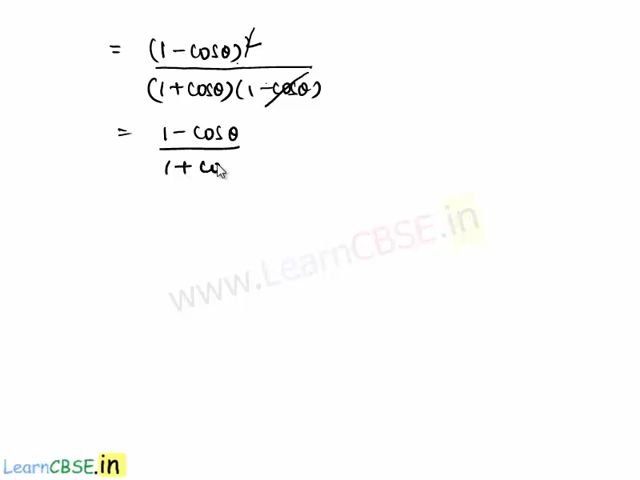 = (1 - cosθ)²
(1 + cosθ)(1 - cosθ)
= 1 - cosθ
1 + co
www.LearnCBSE.in
LearnCBSE.in